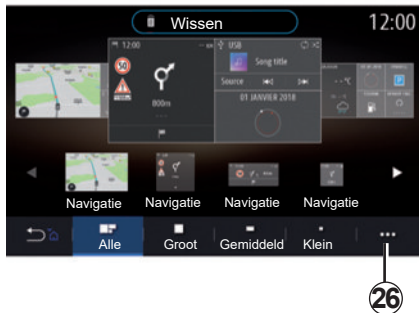 Wissen
12:00
12:00
USB
50
Song title
800m
Source
01 JANVIER 2018
P
Navigatie Navigatie Navigatie Navigatie
Alle Groot Gemiddeld Klein
26